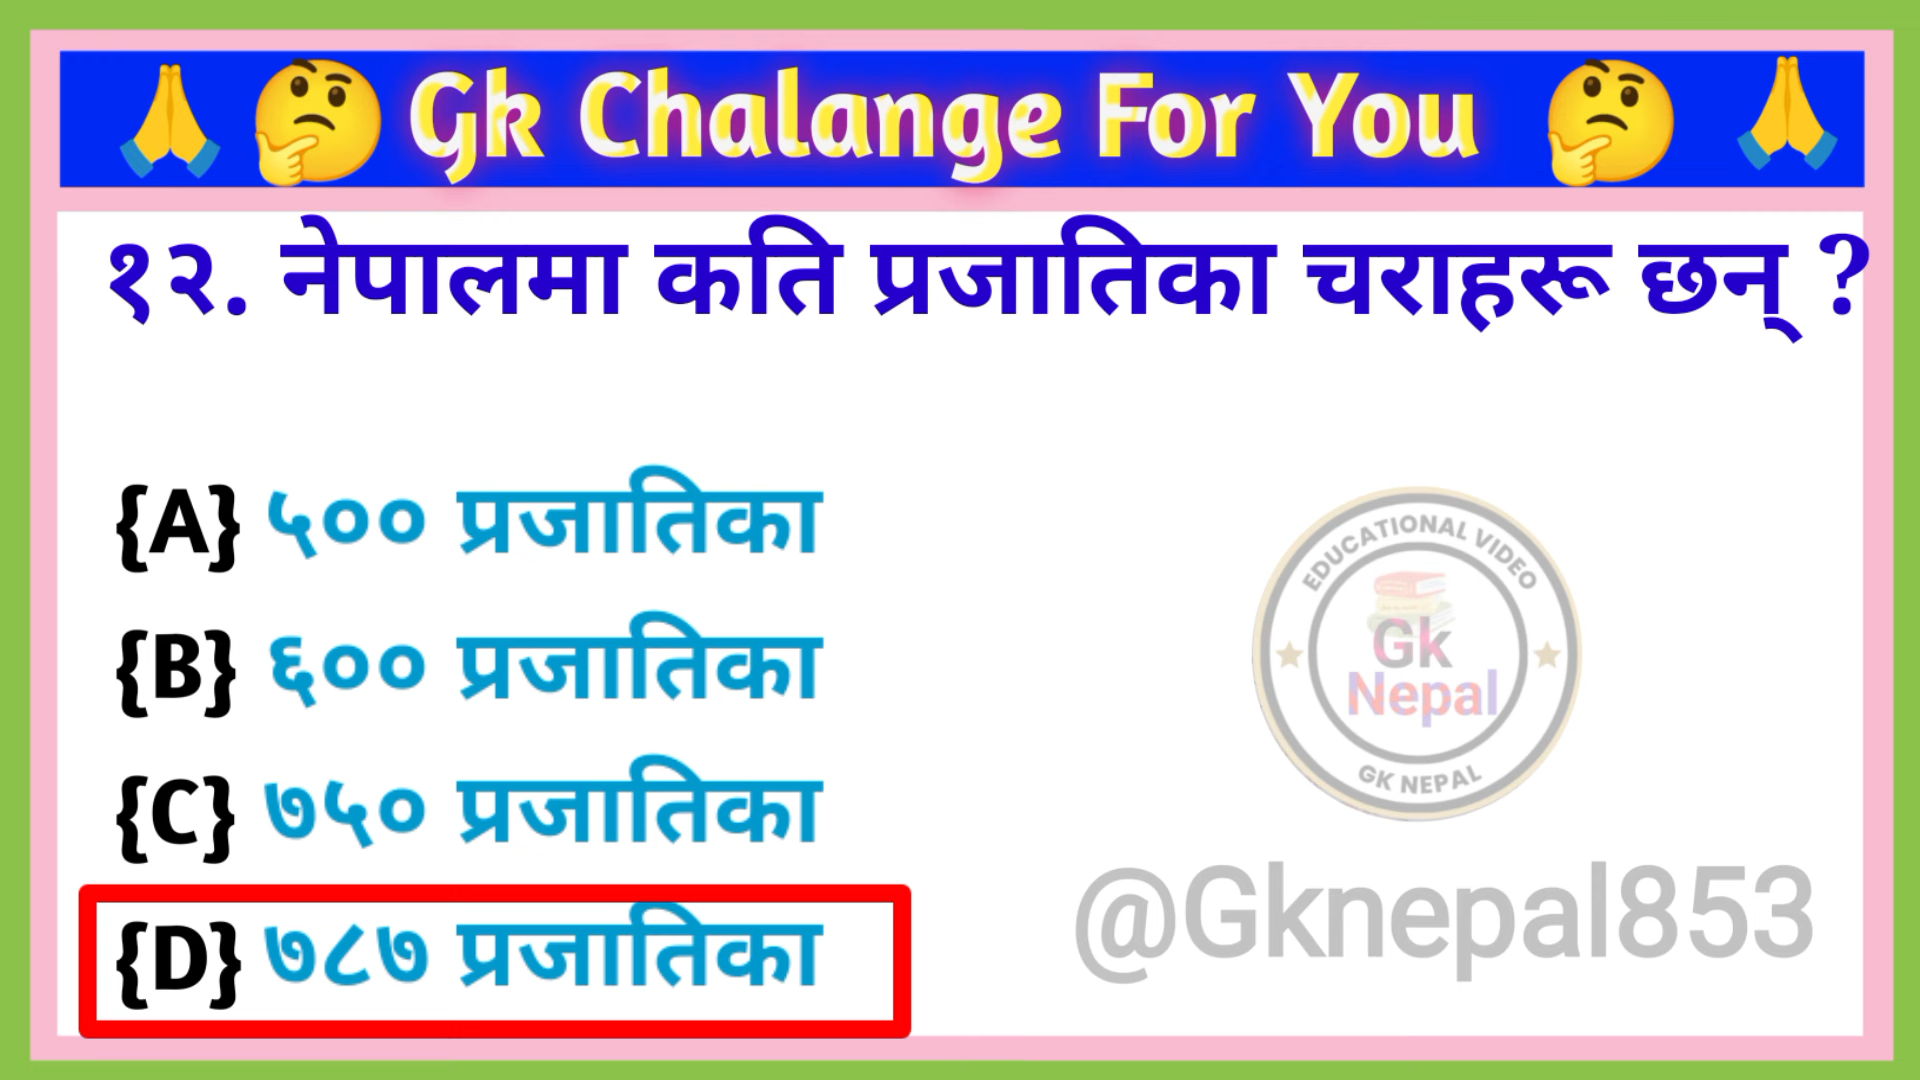 Gk Chalange For You
१२. नेपालमा कति प्रजातिका चराहरू छन् ?
{A} ५०० प्रजातिका
{B} ६०० प्रजातिका
{C} ७५० प्रजातिका
{D} ७८७ प्रजातिका
EDUCATIONAL VIDEO
Gk
Nepal
GK NEPAL
@Gknepal853